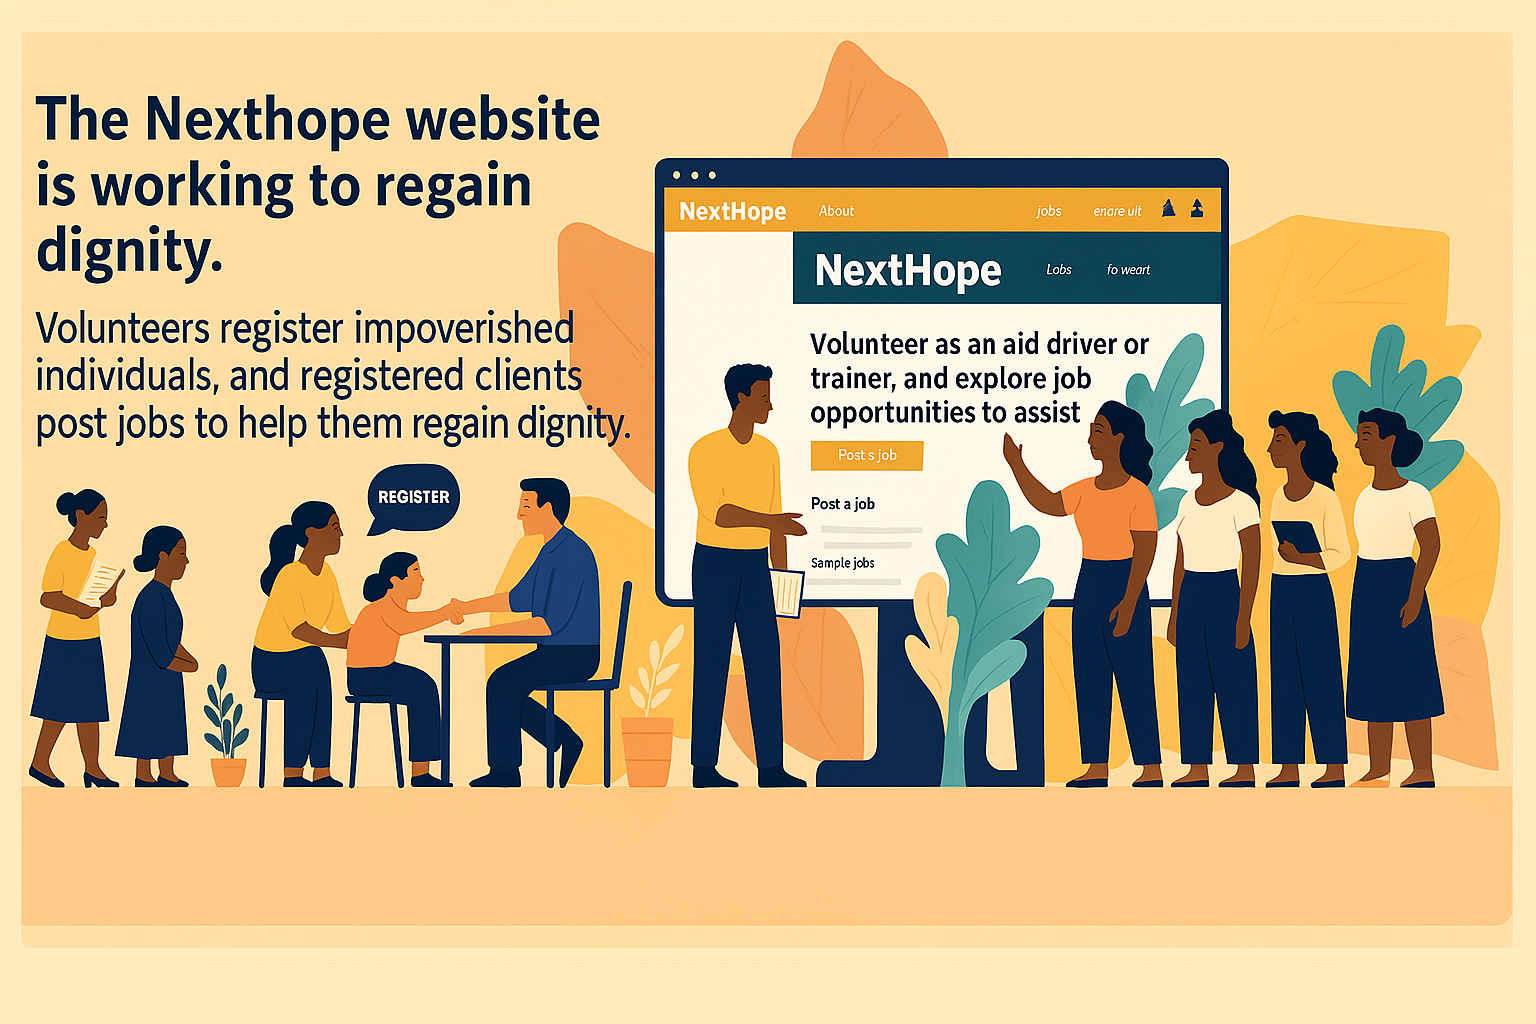 The Nexthope website
is working to regain
dignity.
Volunteers register impoverished
individuals, and registered clients
post jobs to help them regain dignity.
REGISTER
NextHope About jobs enare ult
NextHope Lobs fo weart
Volunteer as an aid driver or
trainer, and explore job
opportunities to assist
Post s job
Post a job
Sample jobs